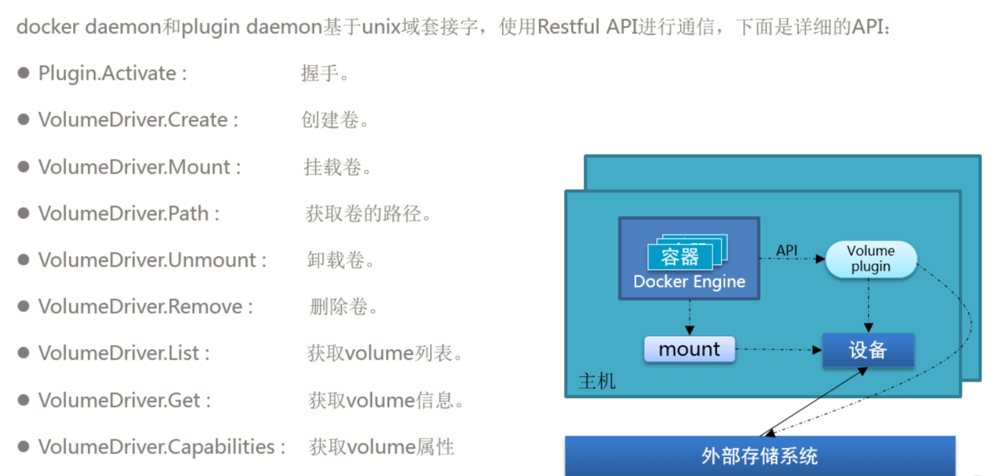 docker daemon和plugin daemon基于unix域套接字，使用Restful API进行通信，下面是详细的API：
● Plugin.Activate : 握手。
● VolumeDriver.Create : 创建卷。
● VolumeDriver.Mount : 挂载卷。
● VolumeDriver.Path : 获取卷的路径。
● VolumeDriver.Unmount : 卸载卷。
● VolumeDriver.Remove : 删除卷。
● VolumeDriver.List : 获取volume列表。
● VolumeDriver.Get : 获取volume信息。
● VolumeDriver.Capabilities : 获取volume属性
容器
Docker Engine
API
Volume
plugin
mount
设备
主机
外部存储系统